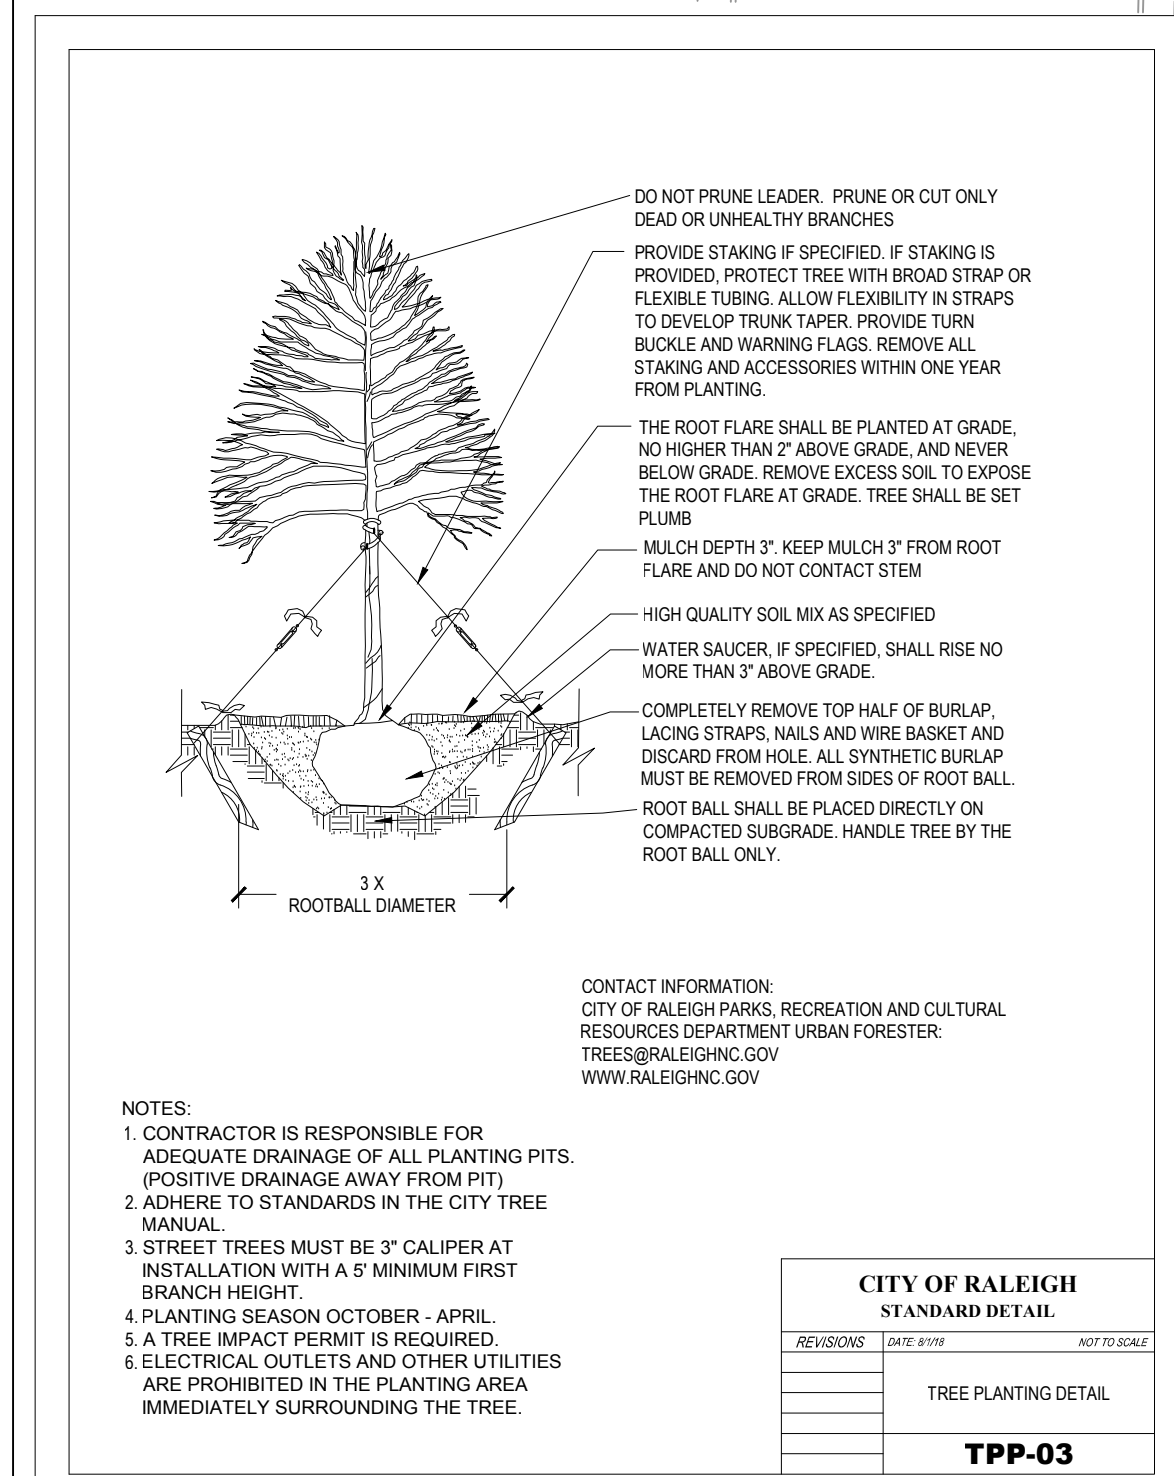 DO NOT PRUNE LEADER. PRUNE OR CUT ONLY
DEAD OR UNHEALTHY BRANCHES
PROVIDE STAKING IF SPECIFIED. IF STAKING IS
PROVIDED, PROTECT TREE WITH BROAD STRAP OR
FLEXIBLE TUBING. ALLOW FLEXIBILITY IN STRAPS
TO DEVELOP TRUNK TAPER. PROVIDE TURN
BUCKLE AND WARNING FLAGS. REMOVE ALL
STAKING AND ACCESSORIES WITHIN ONE YEAR
FROM PLANTING.
THE ROOT FLARE SHALL BE PLANTED AT GRADE,
NO HIGHER THAN 2" ABOVE GRADE, AND NEVER
BELOW GRADE. REMOVE EXCESS SOIL TO EXPOSE
THE ROOT FLARE AT GRADE. TREE SHALL BE SET
PLUMB
MULCH DEPTH 3". KEEP MULCH 3" FROM ROOT
FLARE AND DO NOT CONTACT STEM
HIGH QUALITY SOIL MIX AS SPECIFIED
WATER SAUCER, IF SPECIFIED, SHALL RISE NO
MORE THAN 3" ABOVE GRADE.
COMPLETELY REMOVE TOP HALF OF BURLAP,
LACING STRAPS, NAILS AND WIRE BASKET AND
DISCARD FROM HOLE. ALL SYNTHETIC BURLAP
MUST BE REMOVED FROM SIDES OF ROOT BALL.
ROOT BALL SHALL BE PLACED DIRECTLY ON
COMPACTED SUBGRADE. HANDLE TREE BY THE
ROOT BALL ONLY.
3 X
ROOTBALL DIAMETER
CONTACT INFORMATION:
CITY OF RALEIGH PARKS, RECREATION AND CULTURAL
RESOURCES DEPARTMENT URBAN FORESTER:
TREES@RALEIGHNC.GOV
WWW.RALEIGHNC.GOV
NOTES:
1. CONTRACTOR IS RESPONSIBLE FOR
ADEQUATE DRAINAGE OF ALL PLANTING PITS.
(POSITIVE DRAINAGE AWAY FROM PIT)
2. ADHERE TO STANDARDS IN THE CITY TREE
MANUAL.
3. STREET TREES MUST BE 3" CALIPER AT
INSTALLATION WITH A 5' MINIMUM FIRST
BRANCH HEIGHT.
4. PLANTING SEASON OCTOBER - APRIL.
5. A TREE IMPACT PERMIT IS REQUIRED.
6. ELECTRICAL OUTLETS AND OTHER UTILITIES
ARE PROHIBITED IN THE PLANTING AREA
IMMEDIATELY SURROUNDING THE TREE.
CITY OF RALEIGH
STANDARD DETAIL
REVISIONS DATE: 8/1/18 NOT TO SCALE
TREE PLANTING DETAIL
TPP-03